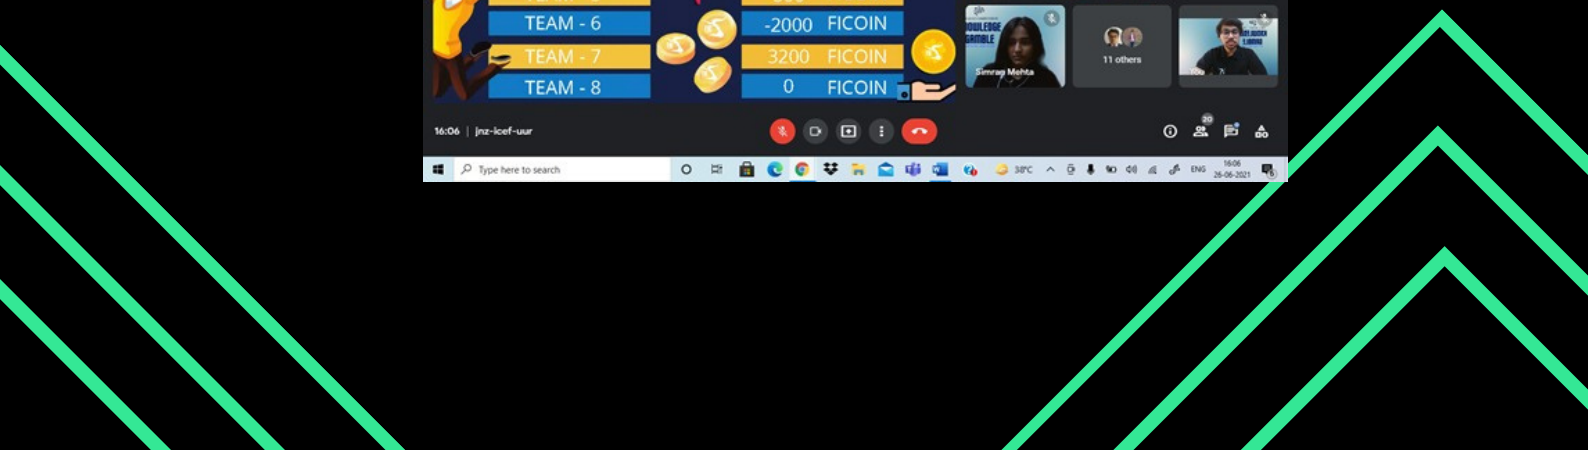 TEAM - 6 -2000 FICOIN
TEAM - 7 3200 FICOIN
TEAM - 8 0 FICOIN
Simran Mehta
11 others
16:06 | jnz-icef-uur
20
Type here to search
38°C ENG 16:06
26-06-2021